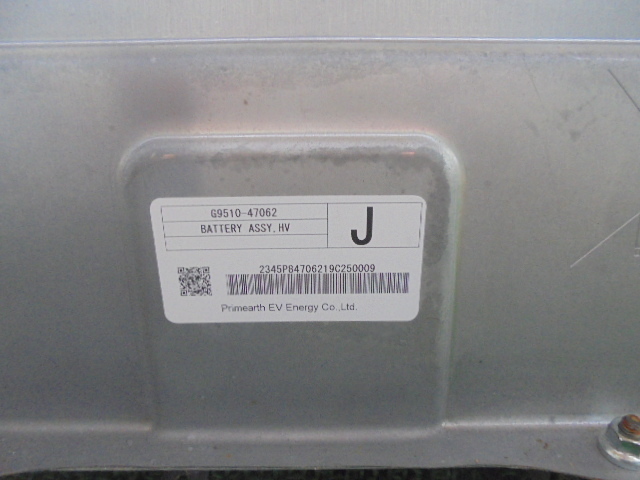 G9510-47062
BATTERY ASSY,HV
J
2345P84706219C250009
Primearth EV Energy Co.,Ltd.